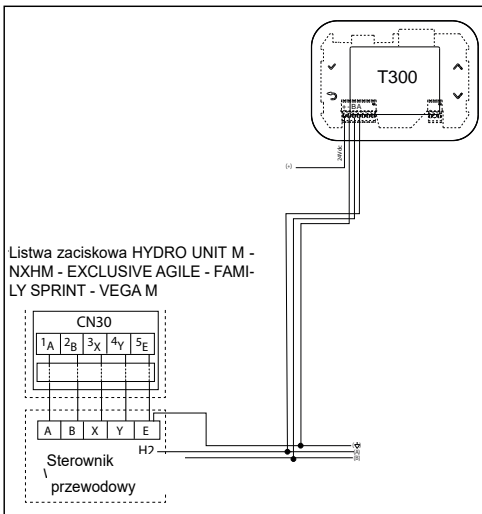 T300
+ - B A
24Vdc
(+)
Listwa zaciskowa HYDRO UNIT M -
NXHM - EXCLUSIVE AGILE - FAMI-
LY SPRINT - VEGA M
CN30
1A 2B 3X 4Y 5E
A B X Y E
H2
Sterownik
\
przewodowy